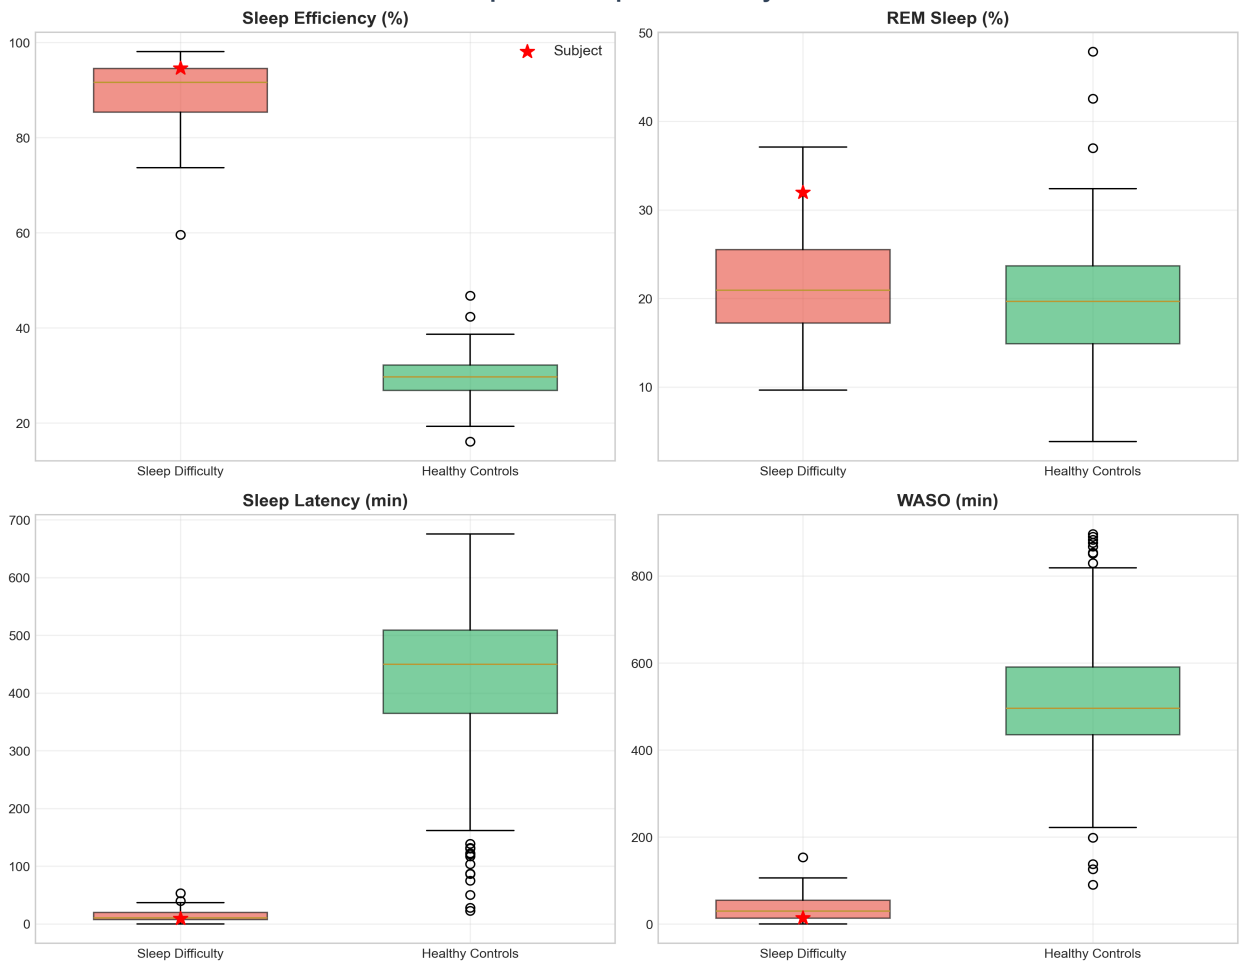 Sleep Efficiency (%)
100
80
60
40
20
Subject
Sleep Difficulty
Healthy Controls
REM Sleep (%)
50
40
30
20
10
Sleep Difficulty
Healthy Controls
Sleep Latency (min)
700
600
500
400
300
200
100
0
Sleep Difficulty
Healthy Controls
WASO (min)
800
600
400
200
0
Sleep Difficulty
Healthy Controls